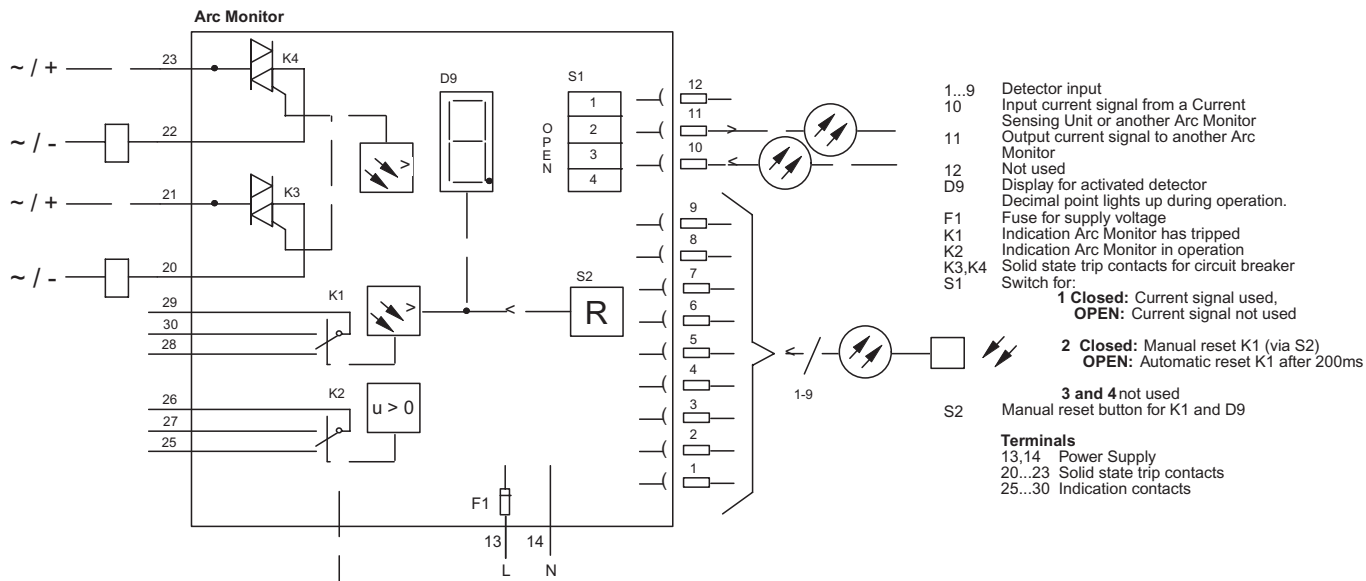 Arc Monitor
~ / +
23
K4
~ / -
22
~ / +
21
K3
~ / -
20
29
30
28
K1
26
27
25
K2
>
>
u > 0
D9
<
S2
R
S1
O
P
E
N
1
2
3
4
12
11
10
>
<
9
8
7
6
5
4
3
2
1
<
1-9
F1
13
14
L
N
1...9 Detector input
10 Input current signal from a Current
Sensing Unit or another Arc Monitor
11 Output current signal to another Arc
Monitor
12 Not used
D9 Display for activated detector
Decimal point lights up during operation.
F1 Fuse for supply voltage
K1 Indication Arc Monitor has tripped
K2 Indication Arc Monitor in operation
K3,K4 Solid state trip contacts for circuit breaker
S1 Switch for:
1 Closed: Current signal used,
OPEN: Current signal not used
2 Closed: Manual reset K1 (via S2)
OPEN: Automatic reset K1 after 200ms
3 and 4 not used
S2 Manual reset button for K1 and D9
Terminals
13,14 Power Supply
20...23 Solid state trip contacts
25...30 Indication contacts